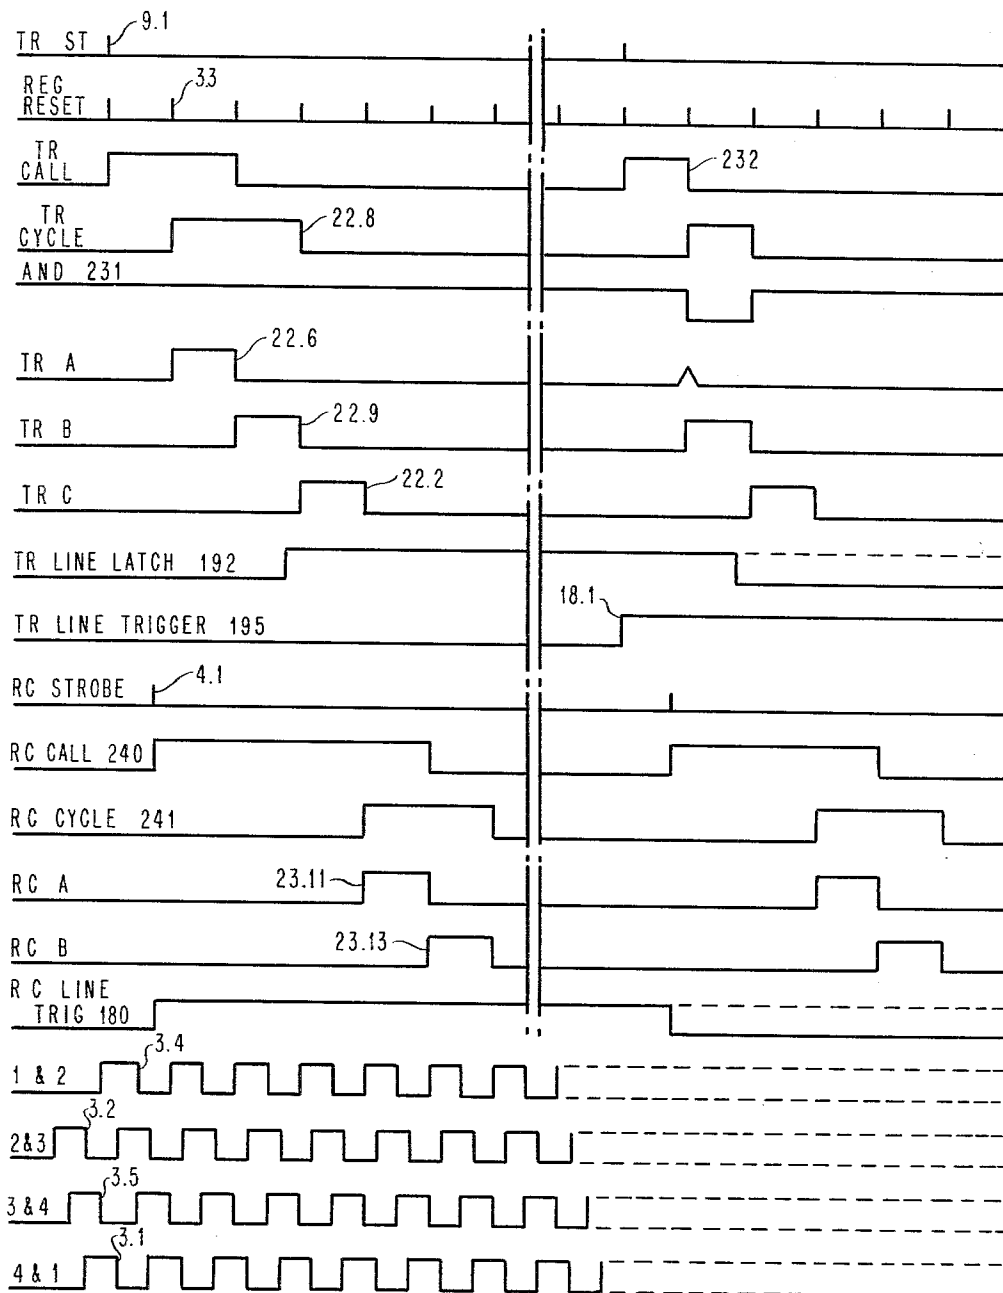 9.1
TR ST
REG
RESET
33
TR
CALL
232
TR
CYCLE
22.8
AND 231
TR A
22.6
TR B
22.9
TR C
22.2
TR LINE LATCH 192
18.1
TR LINE TRIGGER 195
RC STROBE
4.1
RC CALL 240
RC CYCLE 241
RC A
23.11
RC B
23.13
RC LINE
TRIG 180
1 & 2
3.4
2&3
3.2
3 & 4
3.5
4 & 1
3.1